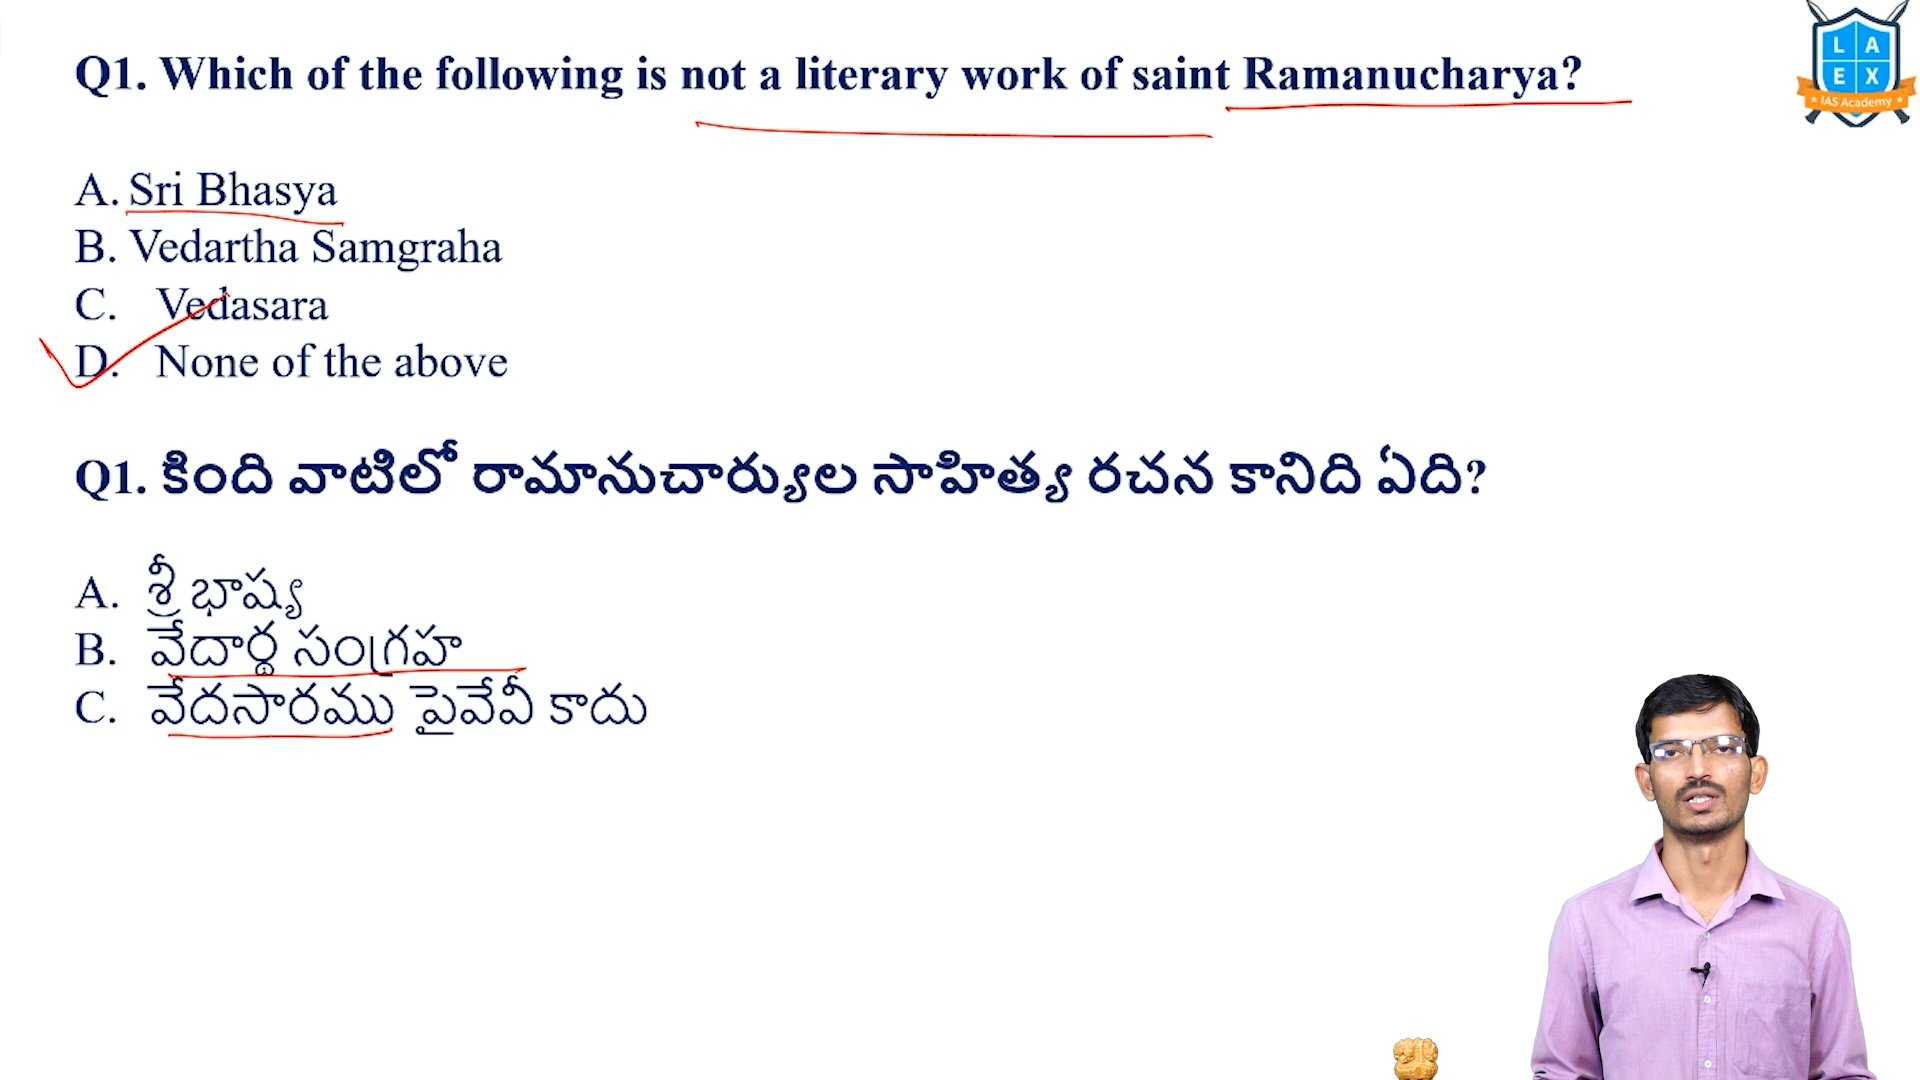 Q1. Which of the following is not a literary work of saint Ramanucharya?
L A
E X
IAS Academy
A. Sri Bhasya
B. Vedartha Samgraha
C. Vedasara
D. None of the above
Q1. కింది వాటిలో రామానుచార్యుల సాహిత్య రచన కానిది ఏది?
A. శ్రీ భాష్య
B. వేదార్థ సంగ్రహ
C. వేదసారము పైవేవీ కాదు